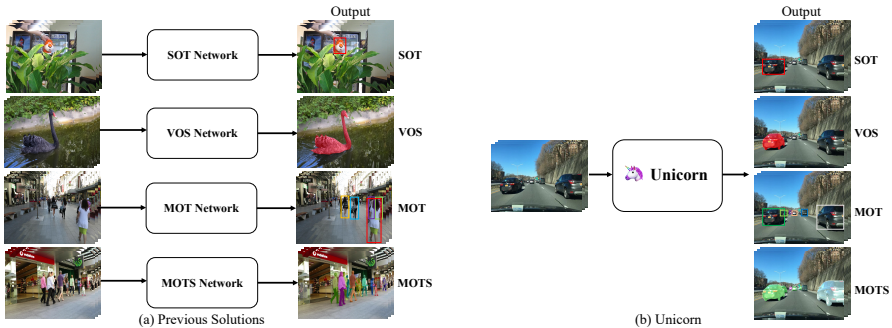 Output
SOT Network
SOT
VOS Network
VOS
MOT Network
MOT
MOTS Network
MOTS
(a) Previous Solutions
Output
SOT
VOS
Unicorn
MOT
MOTS
(b) Unicorn